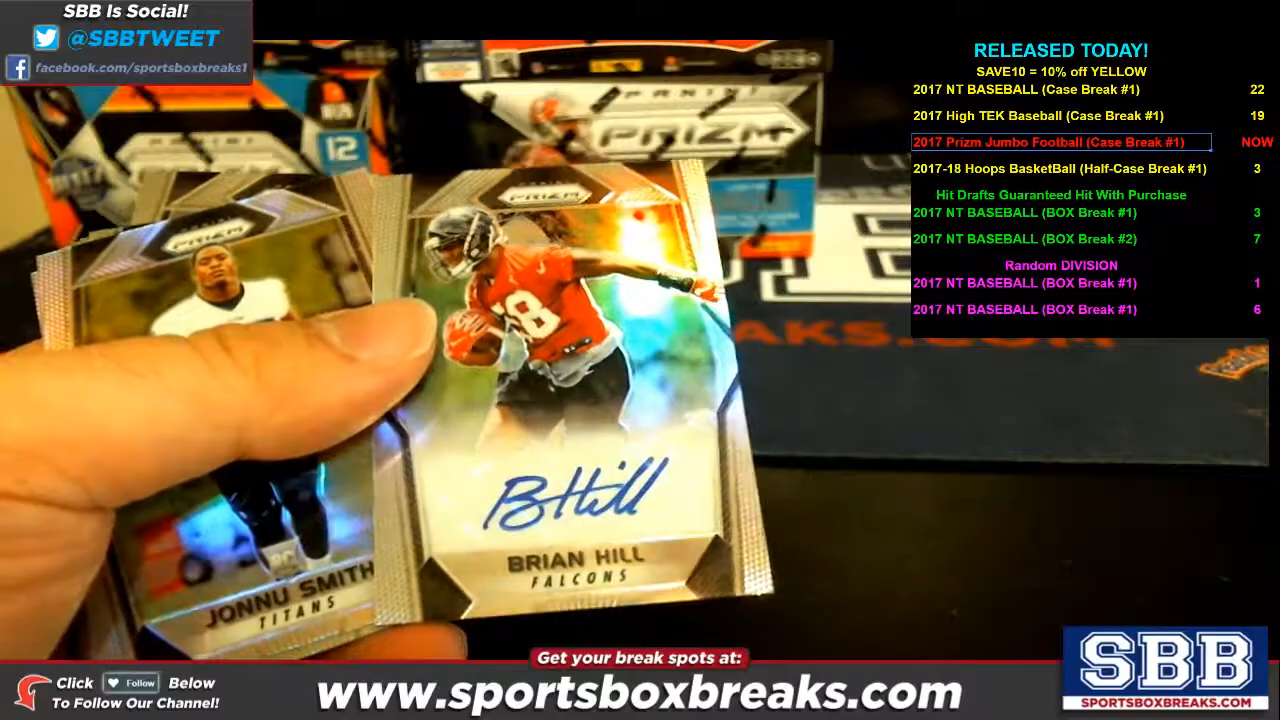 SBB Is Social!
@SBBTWEET
facebook.com/sportsboxbreaks1
12
PANINI
PRIZM
RELEASED TODAY!
SAVE10 = 10% off YELLOW
2017 NT BASEBALL (Case Break #1) 22
2017 High TEK Baseball (Case Break #1) 19
2017 Prizm Jumbo Football (Case Break #1) NOW
2017-18 Hoops BasketBall (Half-Case Break #1) 3
Hit Drafts Guaranteed Hit With Purchase
2017 NT BASEBALL (BOX Break #1) 3
2017 NT BASEBALL (BOX Break #2) 7
Random DIVISION
2017 NT BASEBALL (BOX Break #1) 1
2017 NT BASEBALL (BOX Break #1) 6
PRIZM
PRIZM
38
B Hill
BRIAN HILL
FALCONS
JONNU SMITH
TITANS
Get your break spots at:
Click Follow Below
To Follow Our Channel!
www.sportsboxbreaks.com
SBB
SPORTSBOXBREAKS.COM